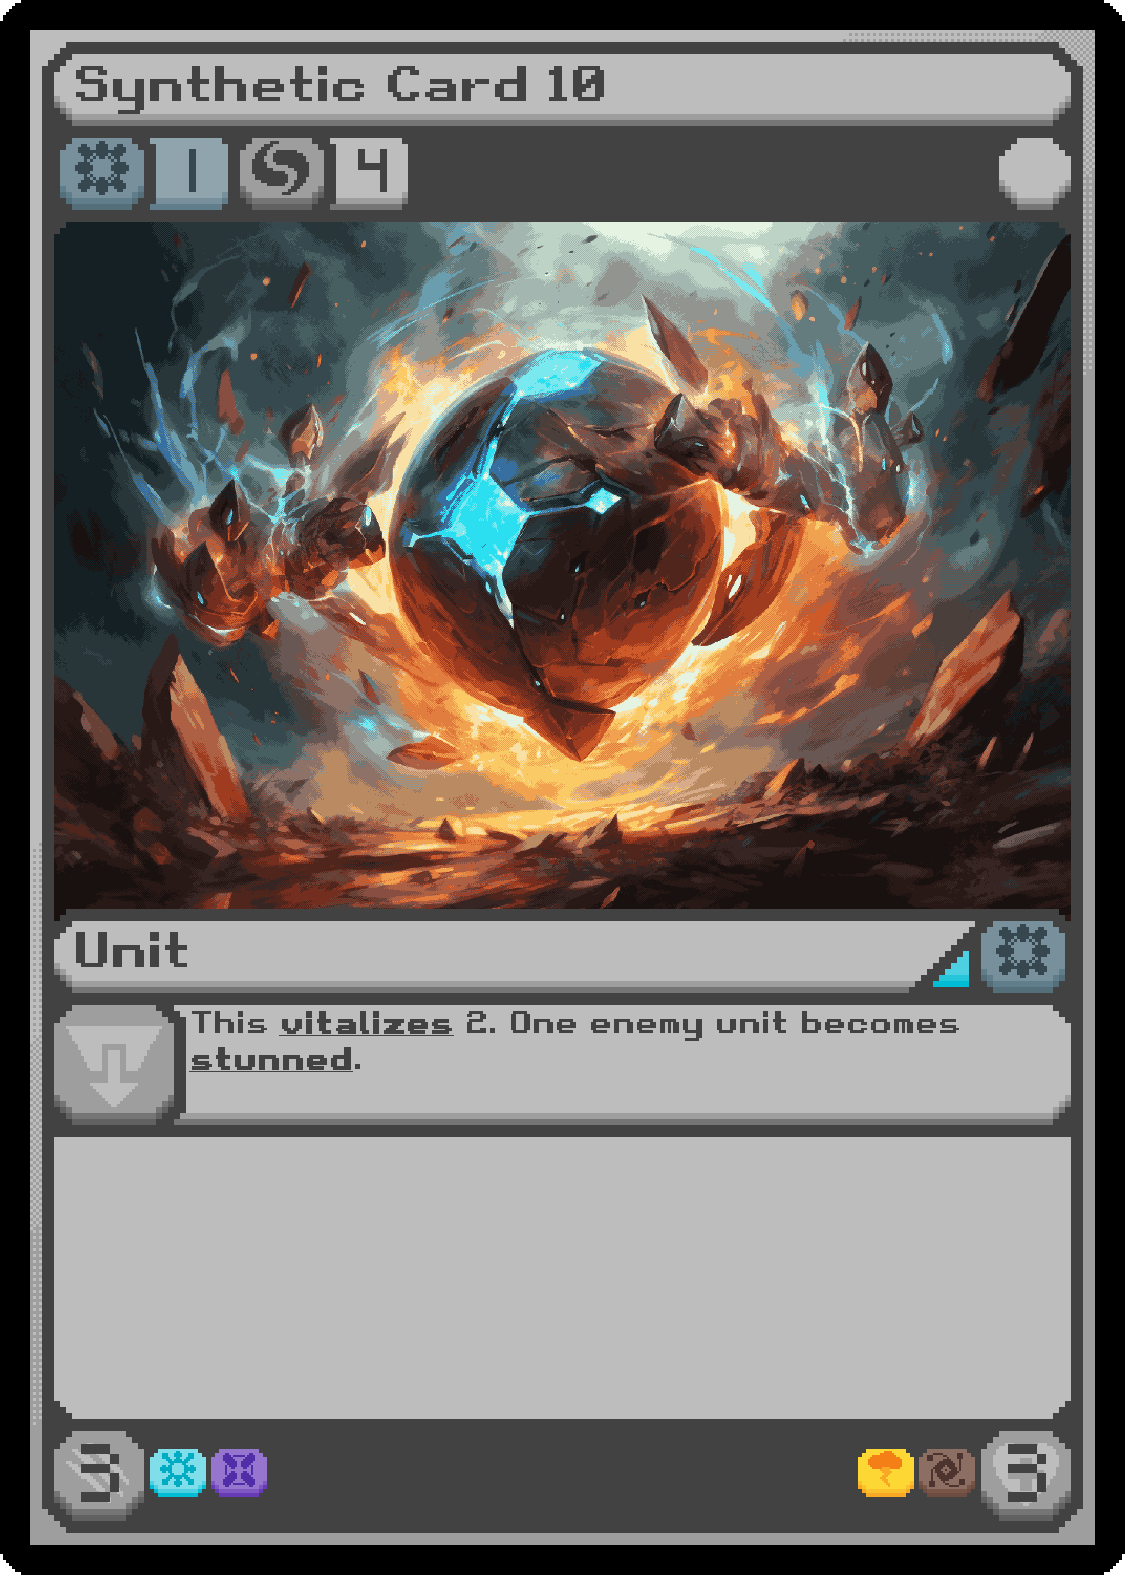 Synthetic Card 10
1 4
Unit
This vitalizes 2. One enemy unit becomes
stunned.
3 3